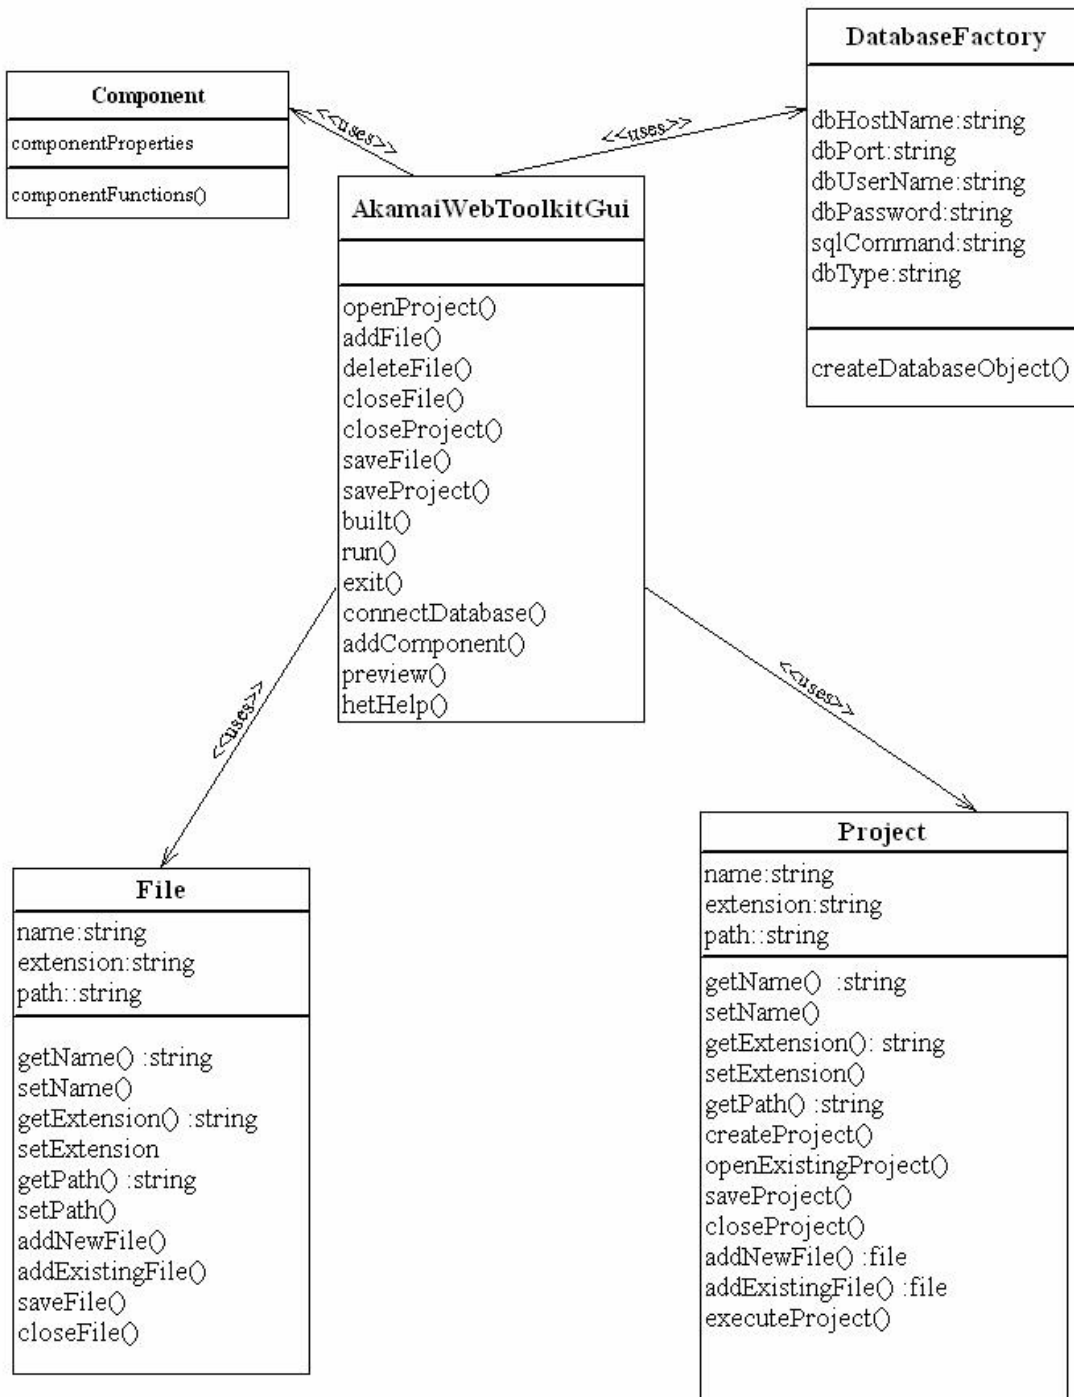 DatabaseFactory
dbHostName:string
dbPort:string
dbUserName:string
dbPassword:string
sqlCommand:string
dbType:string
createDatabaseObject()
Component
componentProperties
componentFunctions()
<<uses>>
<<uses>>
AkamaiWebToolkitGui
openProject()
addFile()
deleteFile()
closeFile()
closeProject()
saveFile()
saveProject()
built()
run()
exit()
connectDatabase()
addComponent()
preview()
hetHelp()
<<uses>>
<<uses>>
File
name:string
extension:string
path::string
getName() :string
setName()
getExtension() :string
setExtension
getPath() :string
setPath()
addNewFile()
addExistingFile()
saveFile()
closeFile()
Project
name:string
extension:string
path::string
getName() :string
setName()
getExtension(): string
setExtension()
getPath() :string
createProject()
openExistingProject()
saveProject()
closeProject()
addNewFile() :file
addExistingFile() :file
executeProject()